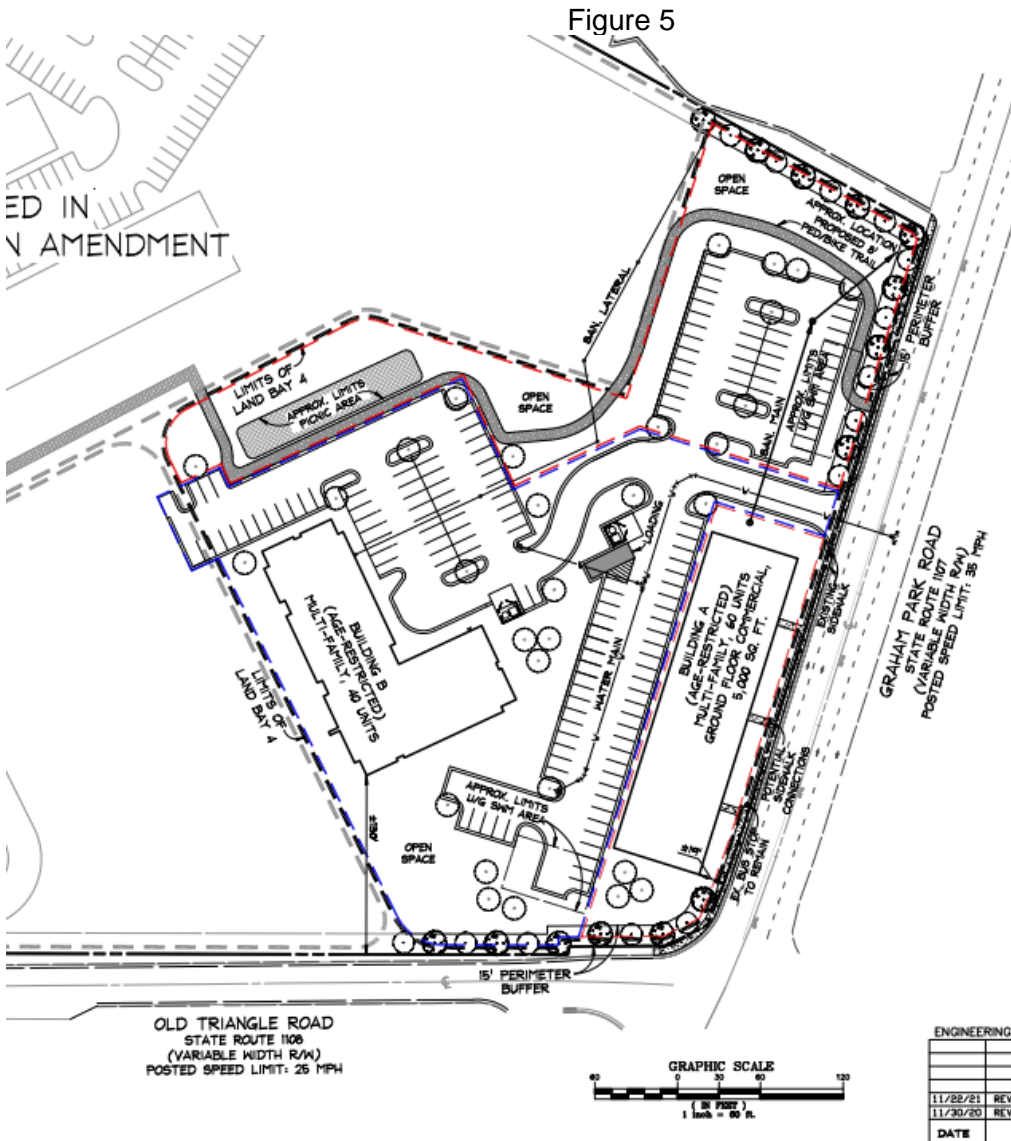 Figure 5
ED IN
N AMENDMENT
OPEN
SPACE
APPROX. LOCATION
PROPOSED 8'
PED/BIKE TRAIL
15' PERIMETER
BUFFER
SAN. LATERAL
LIMITS OF
LAND BAY 4
APPROX. LIMITS
PICNIC AREA
OPEN
SPACE
APPROX. LIMITS
U/G SWM AREA
SAN. MAIN
LOADING
BUILDING B
(AGE-RESTRICTED)
MULTI-FAMILY, 40 UNITS
BUILDING A
(AGE-RESTRICTED)
MULTI-FAMILY, 60 UNITS
GROUND FLOOR COMMERCIAL,
5,000 SQ. FT.
EXISTING
SIDEWALK
GRAHAM PARK ROAD
STATE ROUTE 1107
(VARIABLE WIDTH R/W)
POSTED SPEED LIMIT: 35 MPH
WATER MAIN
LIMITS OF
LAND BAY 4
POTENTIAL
SIDEWALK
CONNECTIONS
APPROX. LIMITS
U/G SWM AREA
OPEN
SPACE
EX. BUS STOP
TO REMAIN
15' PERIMETER
BUFFER
OLD TRIANGLE ROAD
STATE ROUTE 1108
(VARIABLE WIDTH R/W)
POSTED SPEED LIMIT: 25 MPH
GRAPHIC SCALE
60 0 30 60 120
( IN FEET )
1 inch = 60 ft.
ENGINEERING
11/22/21 REV
11/30/20 REV
DATE